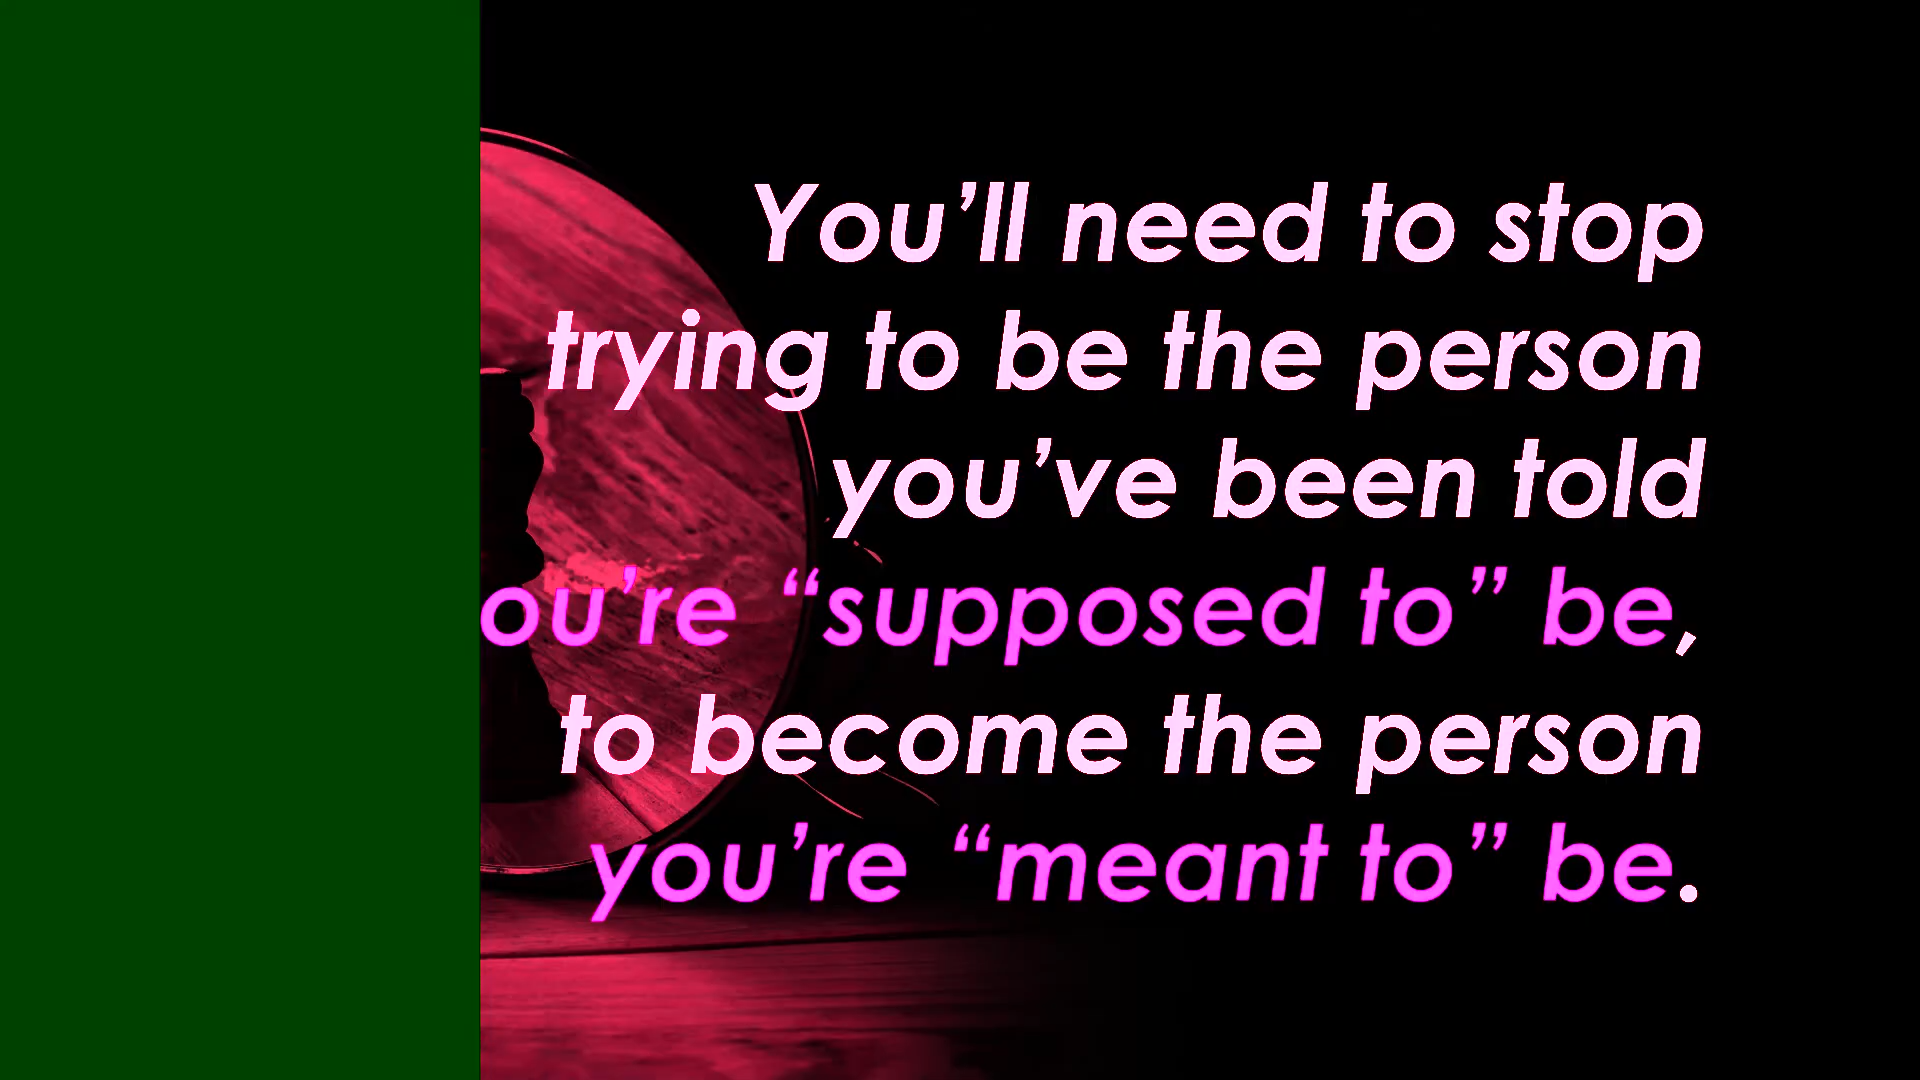 You’ll need to stop
trying to be the person
you’ve been told
ou’re “supposed to” be,
to become the person
you’re “meant to” be.